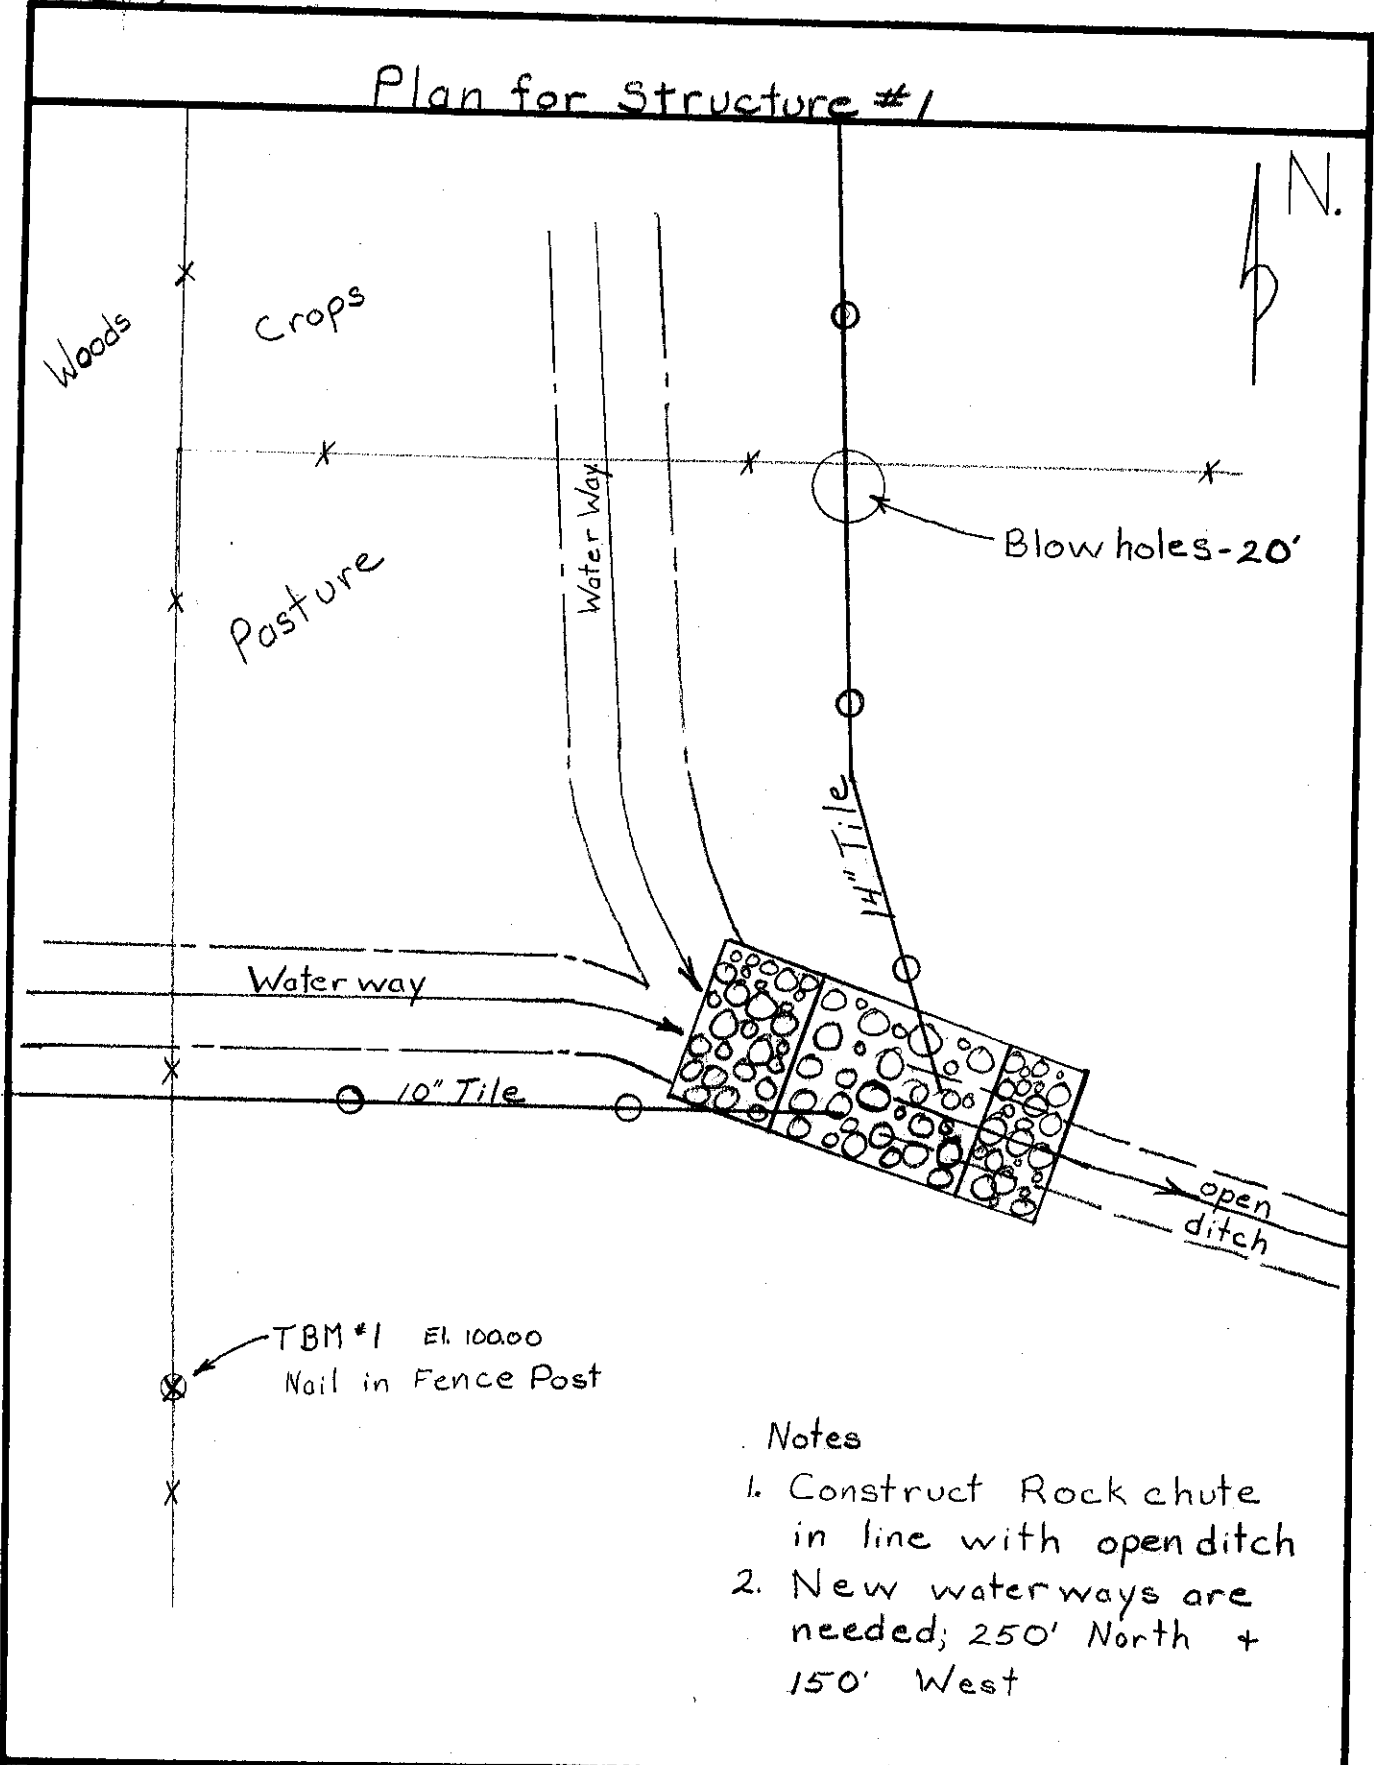 Plan for Structure #1
N.
Woods
Crops
Water Way
Blow holes-20'
Pasture
14" Tile
Water way
10" Tile
open
ditch
TBM #1 El. 100.00
Nail in Fence Post
Notes
1. Construct Rock chute
in line with open ditch
2. New waterways are
needed; 250' North +
150' West